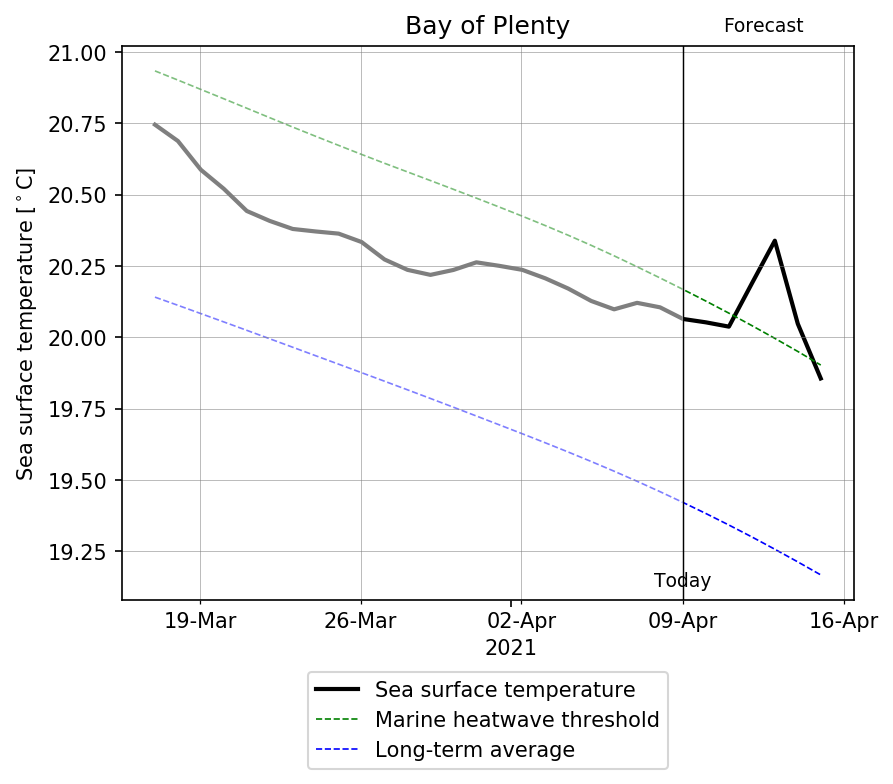 Bay of Plenty
Forecast
Sea surface temperature [°C]
21.00
20.75
20.50
20.25
20.00
19.75
19.50
19.25
Today
19-Mar
26-Mar
02-Apr
09-Apr
16-Apr
2021
Sea surface temperature
Marine heatwave threshold
Long-term average